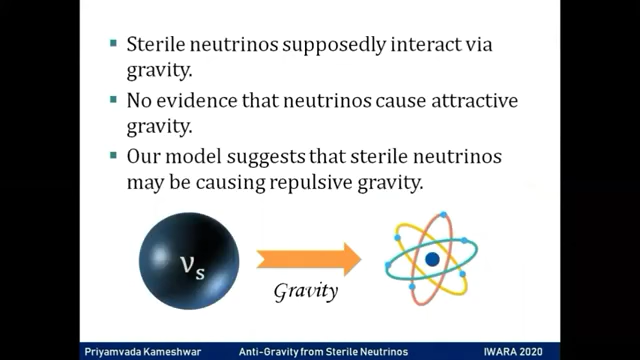 ▪ Sterile neutrinos supposedly interact via
gravity.
▪ No evidence that neutrinos cause attractive
gravity.
▪ Our model suggests that sterile neutrinos
may be causing repulsive gravity.
νs
Gravity
Priyamvada Kameshwar Anti-Gravity from Sterile Neutrinos IWARA 2020